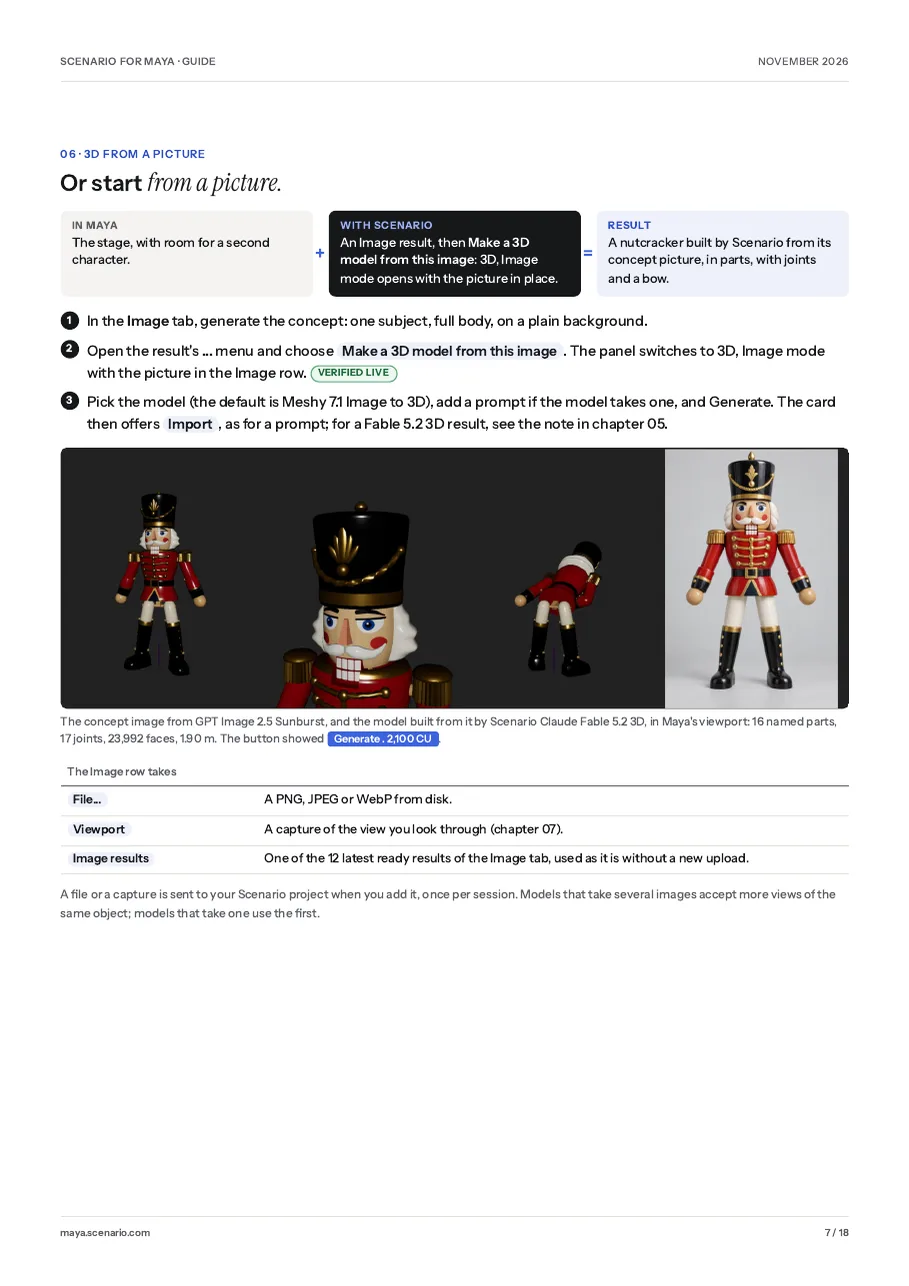 SCENARIO FOR MAYA · GUIDE
NOVEMBER 2026
06 · 3D FROM A PICTURE
Or start from a picture.
IN MAYA
The stage, with room for a second
character.
+
WITH SCENARIO
An Image result, then Make a 3D
model from this image: 3D, Image
mode opens with the picture in place.
=
RESULT
A nutcracker built by Scenario from its
concept picture, in parts, with joints
and a bow.
1 In the Image tab, generate the concept: one subject, full body, on a plain background.
2 Open the result's ... menu and choose Make a 3D model from this image . The panel switches to 3D, Image mode
with the picture in the Image row. VERIFIED LIVE
3 Pick the model (the default is Meshy 7.1 Image to 3D), add a prompt if the model takes one, and Generate. The card
then offers Import , as for a prompt; for a Fable 5.2 3D result, see the note in chapter 05.
The concept image from GPT Image 2.5 Sunburst, and the model built from it by Scenario Claude Fable 5.2 3D, in Maya's viewport: 16 named parts,
17 joints, 23,992 faces, 1.90 m. The button showed Generate . 2,100 CU .
The Image row takes
File... A PNG, JPEG or WebP from disk.
Viewport A capture of the view you look through (chapter 07).
Image results One of the 12 latest ready results of the Image tab, used as it is without a new upload.
A file or a capture is sent to your Scenario project when you add it, once per session. Models that take several images accept more views of the
same object; models that take one use the first.
maya.scenario.com
7 / 18